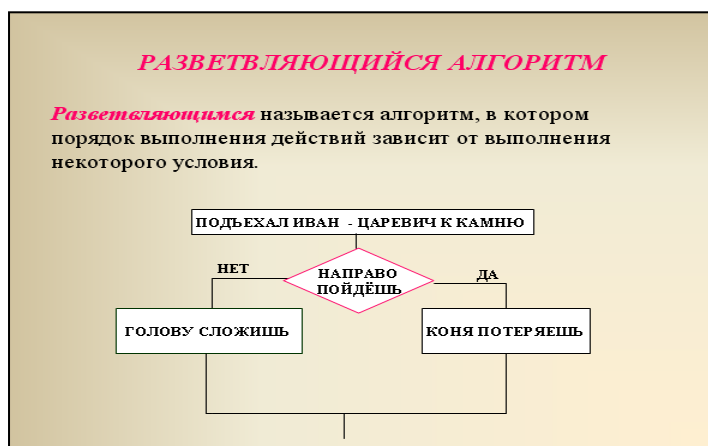 РАЗВЕТВЛЯЮЩИЙСЯ АЛГОРИТМ
Разветвляющимся называется алгоритм, в котором
порядок выполнения действий зависит от выполнения
некоторого условия.
ПОДЪЕХАЛ ИВАН - ЦАРЕВИЧ К КАМНЮ
НЕТ
НАПРАВО
ПОЙДЁШЬ
ДА
ГОЛОВУ СЛОЖИШЬ
КОНЯ ПОТЕРЯЕШЬ